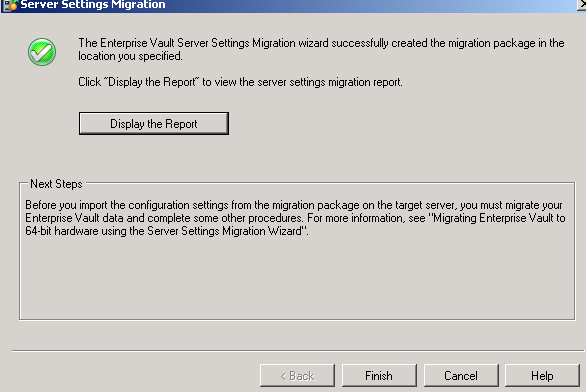 Server Settings Migration
The Enterprise Vault Server Settings Migration wizard successfully created the migration package in the
location you specified.
Click "Display the Report" to view the server settings migration report.
Display the Report
Next Steps
Before you import the configuration settings from the migration package on the target server, you must migrate your
Enterprise Vault data and complete some other procedures. For more information, see "Migrating Enterprise Vault to
64-bit hardware using the Server Settings Migration Wizard".
< Back
Finish
Cancel
Help